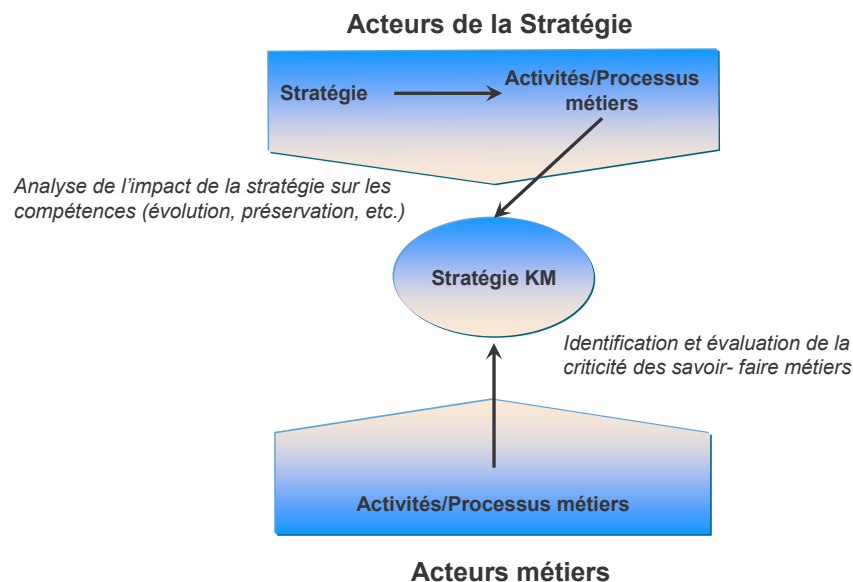 Acteurs de la Stratégie
Stratégie
Activités/Processus
métiers
Analyse de l'impact de la stratégie sur les
compétences (évolution, préservation, etc.)
Stratégie KM
Identification et évaluation de la
criticité des savoir- faire métiers
Activités/Processus métiers
Acteurs métiers